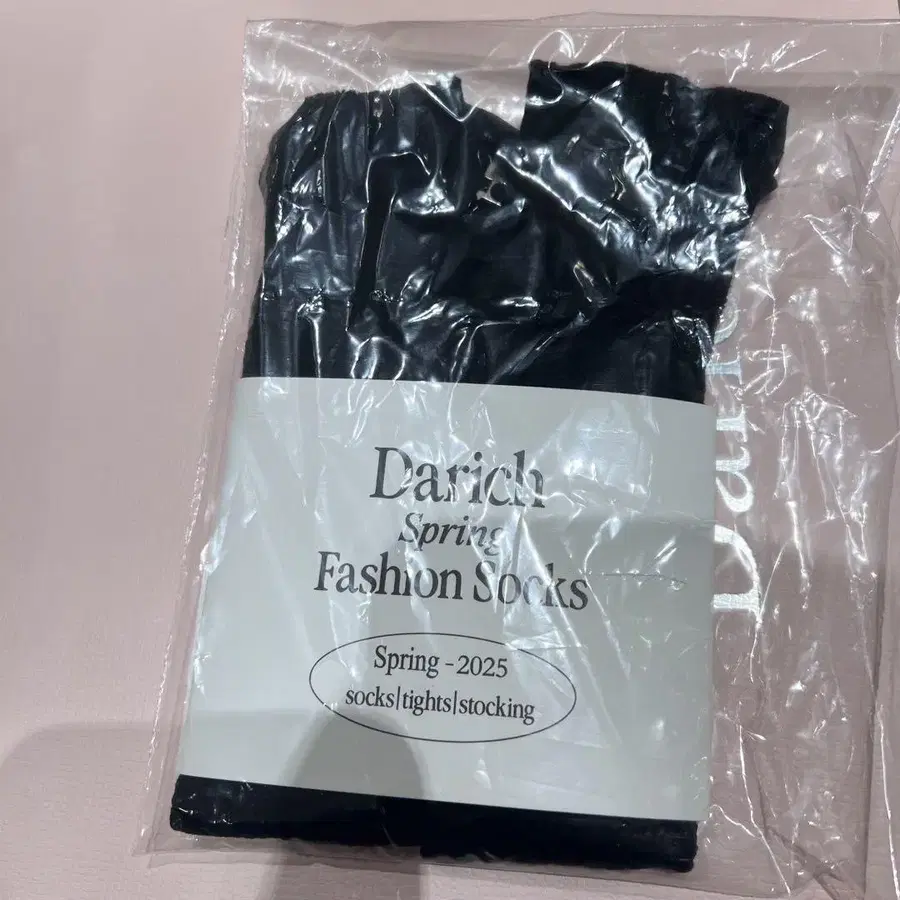 Darich
Spring
Fashion Socks
Spring - 2025
socks|tights|stocking